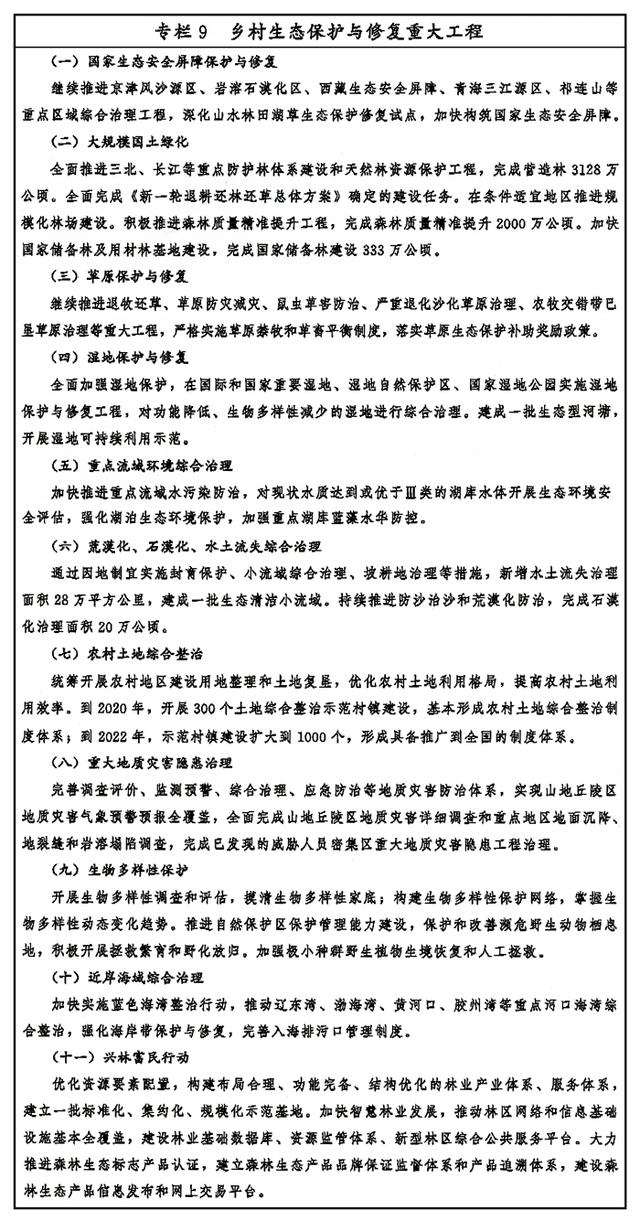 专栏 9　乡村生态保护与修复重大工程
（一）国家生态安全屏障保护与修复
继续推进京津风沙源区、岩溶石漠化区、西藏生态安全屏障、青海三江源区、祁连山等
重点区域综合治理工程，深化山水林田湖草生态保护修复试点，加快构筑国家生态安全屏障。
（二）大规模国土绿化
全面推进三北、长江等重点防护林体系建设和天然林资源保护工程，完成营造林 3128 万
公顷。全面完成《新一轮退耕还林还草总体方案》确定的建设任务。在条件适宜地区推进规
模化林场建设。积极推进森林质量精准提升工程，完成森林质量精准提升 2000 万公顷。加快
国家储备林及用材林基地建设，完成国家储备林建设 333 万公顷。
（三）草原保护与修复
继续推进退牧还草、草原防灾减灾、鼠虫草害防治、严重退化沙化草原治理、农牧交错带已
垦草原治理等重大工程，严格实施草原禁牧和草畜平衡制度，落实草原生态保护补助奖励政策。
（四）湿地保护与修复
全面加强湿地保护，在国际和国家重要湿地、湿地自然保护区、国家湿地公园实施湿地
保护与修复工程，对功能降低、生物多样性减少的湿地进行综合治理。建成一批生态型河塘，
开展湿地可持续利用示范。
（五）重点流域环境综合治理
加快推进重点流域水污染防治，对现状水质达到或优于Ⅲ类的湖库水体开展生态环境安
全评估，强化湖泊生态环境保护，加强重点湖库蓝藻水华防控。
（六）荒漠化、石漠化、水土流失综合治理
通过因地制宜实施封育保护、小流域综合治理、坡耕地治理等措施，新增水土流失治理
面积 28 万平方公里，建成一批生态清洁小流域。持续推进防沙治沙和荒漠化防治，完成石漠
化治理面积 20 万公顷。
（七）农村土地综合整治
统筹开展农村地区建设用地整理和土地复垦，优化农村土地利用格局，提高农村土地利
用效率。到 2020 年，开展 300 个土地综合整治示范村镇建设，基本形成农村土地综合整治制
度体系；到 2022 年，示范村镇建设扩大到 1000 个，形成具备推广到全国的制度体系。
（八）重大地质灾害隐患治理
完善调查评价、监测预警、综合治理、应急防治等地质灾害防治体系，实现山地丘陵区
地质灾害气象预警预报全覆盖，全面完成山地丘陵区地质灾害详细调查和重点地区地面沉降、
地裂缝和岩溶塌陷调查，完成已发现的威胁人员密集区重大地质灾害隐患工程治理。
（九）生物多样性保护
开展生物多样性调查和评估，摸清生物多样性家底；构建生物多样性保护网络，掌握生
物多样性动态变化趋势。推进自然保护区保护管理能力建设，保护和改善濒危野生动物栖息
地，积极开展拯救繁育和野化放归。加强极小种群野生植物生境恢复和人工拯救。
（十）近岸海域综合治理
加快实施蓝色海湾整治行动，推动辽东湾、渤海湾、黄河口、胶州湾等重点河口海湾综
合整治，强化海岸带保护与修复，完善入海排污口管理制度。
（十一）兴林富民行动
优化资源要素配置，构建布局合理、功能完备、结构优化的林业产业体系、服务体系，
建立一批标准化、集约化、规模化示范基地。加快智慧林业发展，推动林区网络和信息基础
设施基本全覆盖，建设林业基础数据库、资源监管体系、新型林区综合公共服务平台。大力
推进森林生态标志产品认证，建立森林生态产品品牌保证监督体系和产品追溯体系，建设森
林生态产品信息发布和网上交易平台。